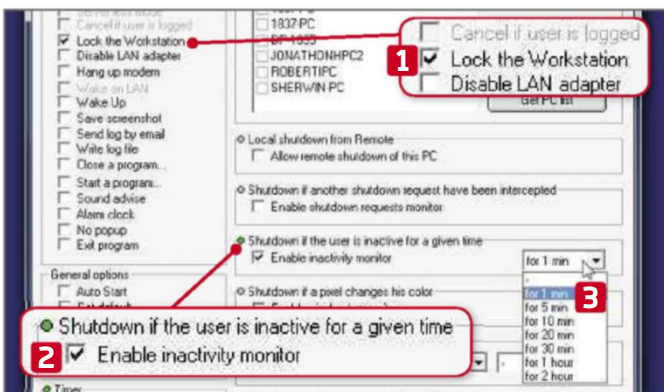 Cancel if user is logged
Lock the Workstation
Disable LAN adapter
Hang up modem
Wake on LAN
Wake Up
Save screenshot
Send log by email
Write log file
Close a program...
Start a program...
Sound advise
Alarm clock
No popup
Exit program
General options
Auto Start
Set default
Timer
1837-PC
JONATHONHPC2
ROBERTIPC
SHERWIN-PC
Get PC list
Local shutdown from Remote
Allow remote shutdown of this PC
Shutdown if another shutdown request have been intercepted
Enable shutdown requests monitor
Shutdown if the user is inactive for a given time
Enable inactivity monitor
for 1 min
-
for 1 min
for 5 min
for 10 min
for 20 min
for 30 min
for 1 hour
for 2 hour
Shutdown if a pixel changes his color
1
Cancel if user is logged
Lock the Workstation
Disable LAN adapter
2
Shutdown if the user is inactive for a given time
Enable inactivity monitor
3